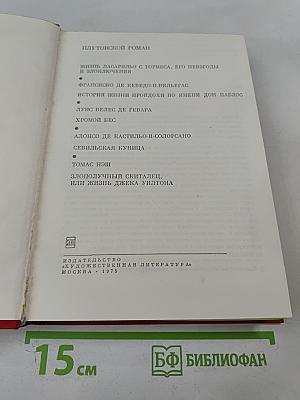 ПЛУТОВСКОЙ РОМАН
ЖИЗНЬ ЛАСАРИЛЬО С ТОРМЕСА, ЕГО НЕВЗГОДЫ
И ЗЛОКЛЮЧЕНИЯ
•
ФРАНСИСКО ДЕ КЕВЕДО-И-ВИЛЬЕГАС
ИСТОРИЯ ЖИЗНИ ПРОЙДОХИ ПО ИМЕНИ ДОН ПАБЛОС
•
ЛУИС ВЕЛЕС ДЕ ГЕВАРА
ХРОМОЙ БЕС
•
АЛОНСО ДЕ КАСТИЛЬО-И-СОЛОРСАНО
СЕВИЛЬСКАЯ КУНИЦА
•
ТОМАС НЭШ
ЗЛОПОЛУЧНЫЙ СКИТАЛЕЦ,
ИЛИ ЖИЗНЬ ДЖЕКА УИЛТОНА
ИЗДАТЕЛЬСТВО
«ХУДОЖЕСТВЕННАЯ ЛИТЕРАТУРА»
МОСКВА • 1975
15 см
БФ БИБЛИОФАН